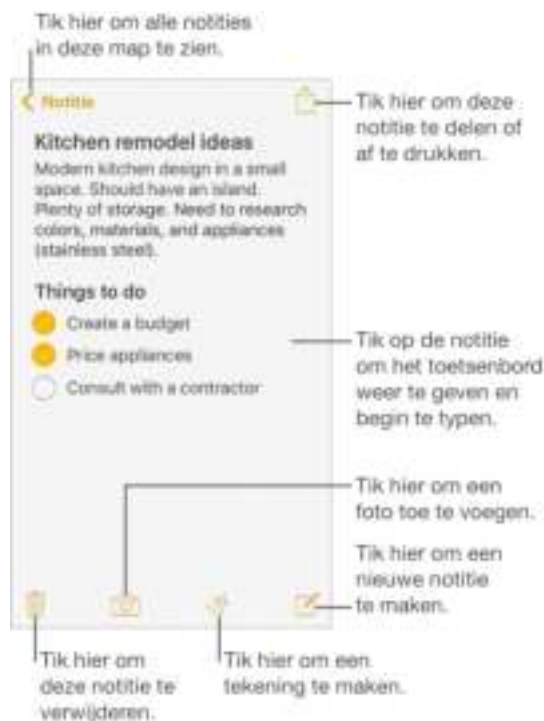 Tik hier om alle notities
in deze map te zien.
Notitie
Tik hier om deze
notitie te delen of
af te drukken.
Kitchen remodel ideas
Modern kitchen design in a small
space. Should have an island.
Plenty of storage. Need to research
colors, materials, and appliances
(stainless steel).
Things to do
Create a budget
Price appliances
Consult with a contractor
Tik op de notitie
om het toetsenbord
weer te geven en
begin te typen.
Tik hier om een
foto toe te voegen.
Tik hier om een
nieuwe notitie
te maken.
Tik hier om
deze notitie te
verwijderen.
Tik hier om een
tekening te maken.